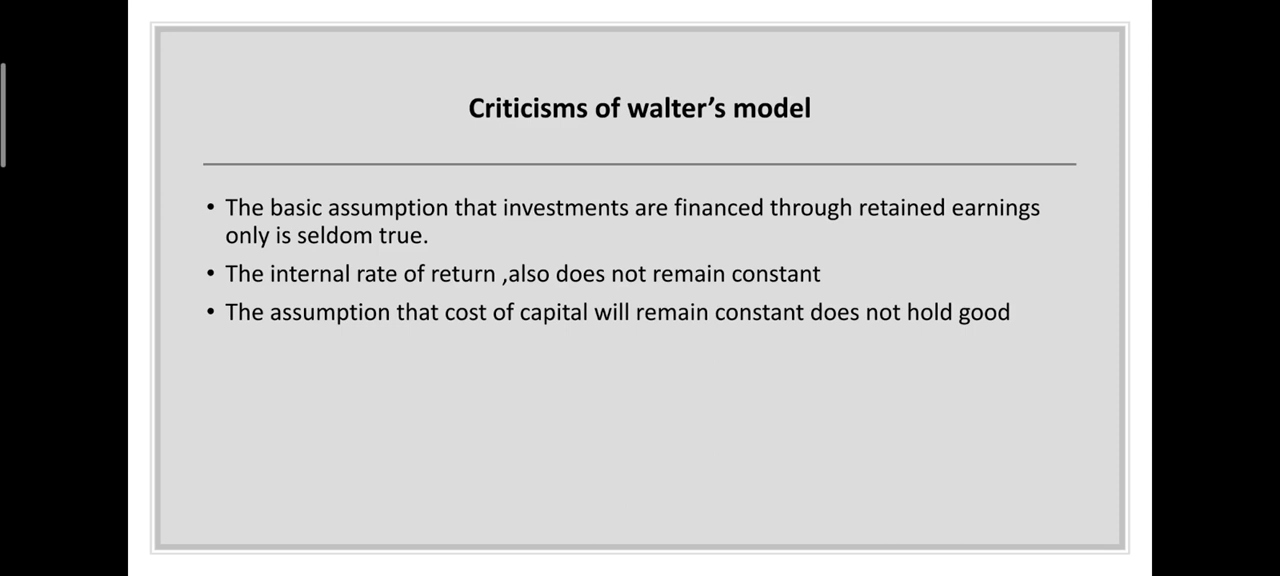 Criticisms of walter’s model
• The basic assumption that investments are financed through retained earnings
only is seldom true.
• The internal rate of return ,also does not remain constant
• The assumption that cost of capital will remain constant does not hold good